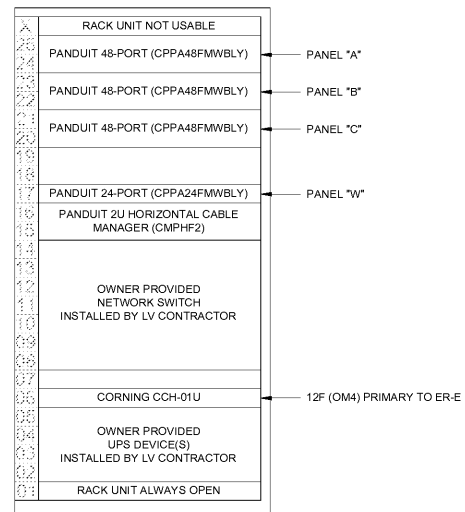 X
RACK UNIT NOT USABLE
25
24
PANDUIT 48-PORT (CPPA48FMWBLY)
PANEL "A"
23
22
PANDUIT 48-PORT (CPPA48FMWBLY)
PANEL "B"
21
20
PANDUIT 48-PORT (CPPA48FMWBLY)
PANEL "C"
19
18
17
PANDUIT 24-PORT (CPPA24FMWBLY)
PANEL "W"
16
15
PANDUIT 2U HORIZONTAL CABLE
MANAGER (CMPHF2)
14
13
12
11
10
09
08
OWNER PROVIDED
NETWORK SWITCH
INSTALLED BY LV CONTRACTOR
07
06
CORNING CCH-01U
12F (OM4) PRIMARY TO ER-E
05
04
03
02
OWNER PROVIDED
UPS DEVICE(S)
INSTALLED BY LV CONTRACTOR
01
RACK UNIT ALWAYS OPEN